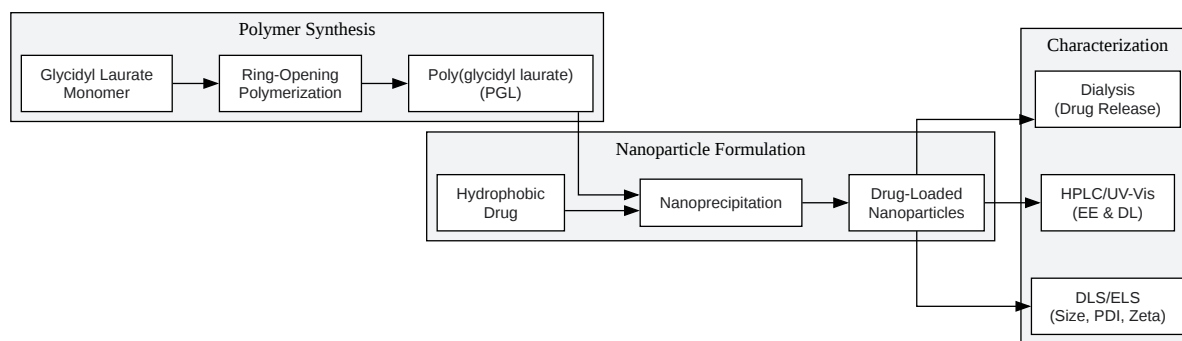 Polymer Synthesis
Glycidyl Laurate
Monomer
Ring-Opening
Polymerization
Poly(glycidyl laurate)
(PGL)
Nanoparticle Formulation
Hydrophobic
Drug
Nanoprecipitation
Drug-Loaded
Nanoparticles
Characterization
Dialysis
(Drug Release)
HPLC/UV-Vis
(EE & DL)
DLS/ELS
(Size, PDI, Zeta)